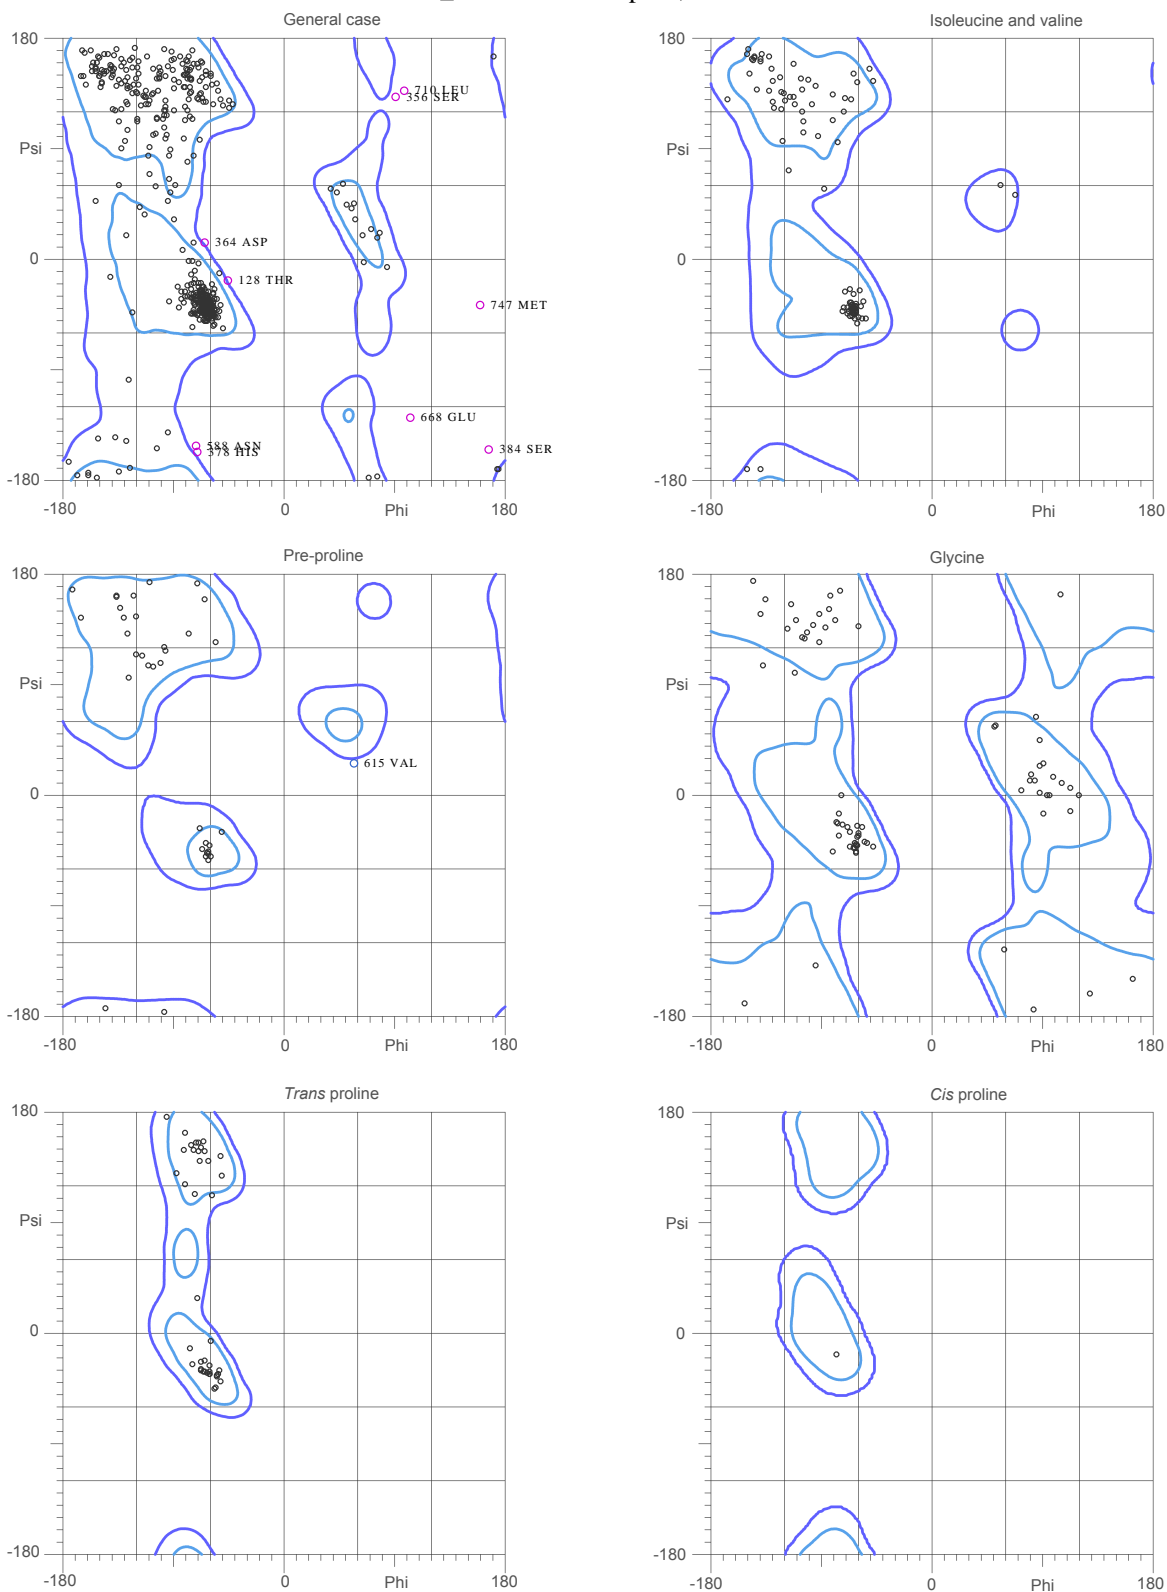 General case
Isoleucine and valine
180
710 LEU
356 SER
Psi
364 ASP
0
128 THR
747 MET
668 GLU
588 ASN
378 HIS
384 SER
-180
-180
0
Phi
180
180
Psi
0
-180
-180
0
Phi
180
Pre-proline
Glycine
180
Psi
615 VAL
0
-180
-180
0
Phi
180
180
Psi
0
-180
-180
0
Phi
180
Trans proline
Cis proline
180
Psi
0
-180
-180
0
Phi
180
180
Psi
0
-180
-180
0
Phi
180